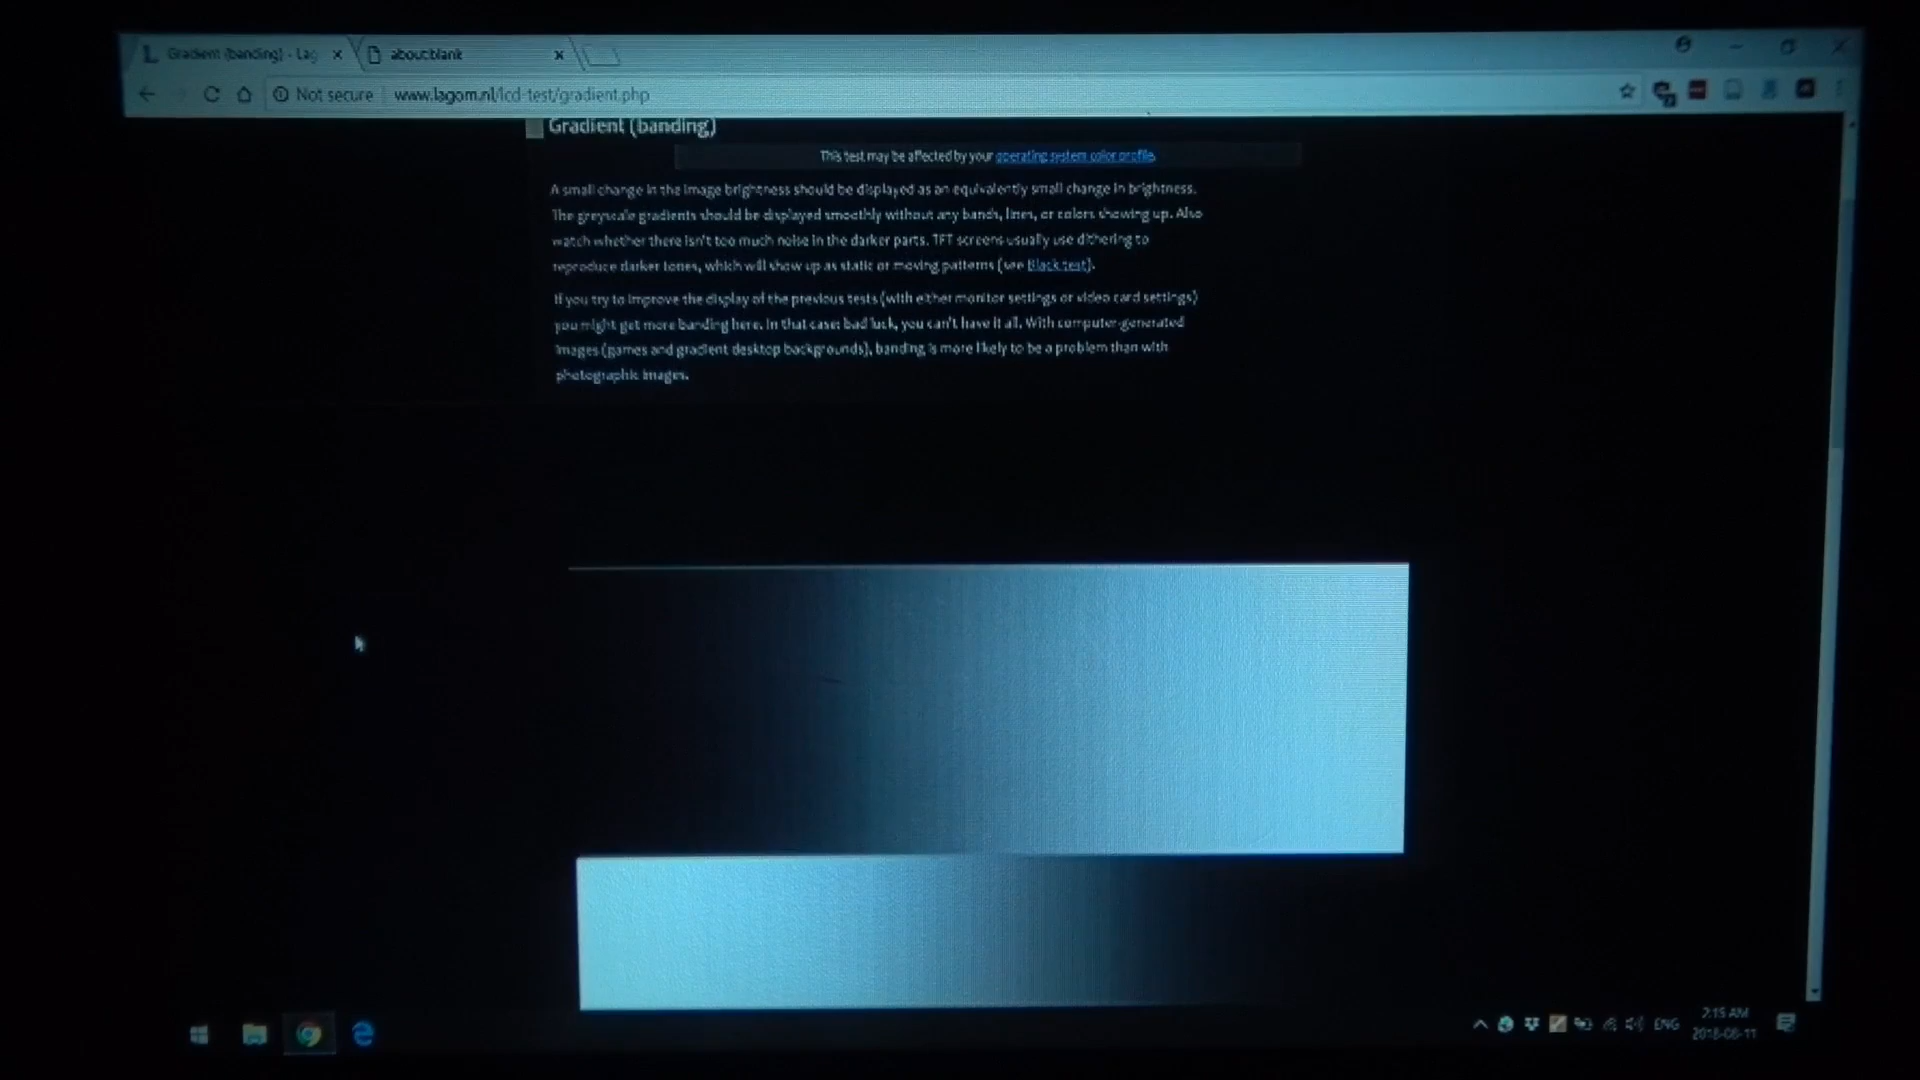 Gradient (banding) - Lag
about:blank
Not secure
www.lagom.nl/lcd-test/gradient.php
Gradient (banding)
This test may be affected by your operating system color profile.
A small change in the image brightness should be displayed as an equivalently small change in brightness.
The greyscale gradients should be displayed smoothly without any bands, lines, or colors showing up. Also
watch whether there isn't too much noise in the darker parts. TFT screens usually use dithering to
reproduce darker tones, which will show up as static or moving patterns (see Black test).
If you try to improve the display of the previous tests (with either monitor settings or video card settings)
you might get more banding here. In that case: bad luck, you can't have it all. With computer-generated
images (games and gradient desktop backgrounds), banding is more likely to be a problem than with
photographic images.
ENG
2:15 AM
2018-08-11